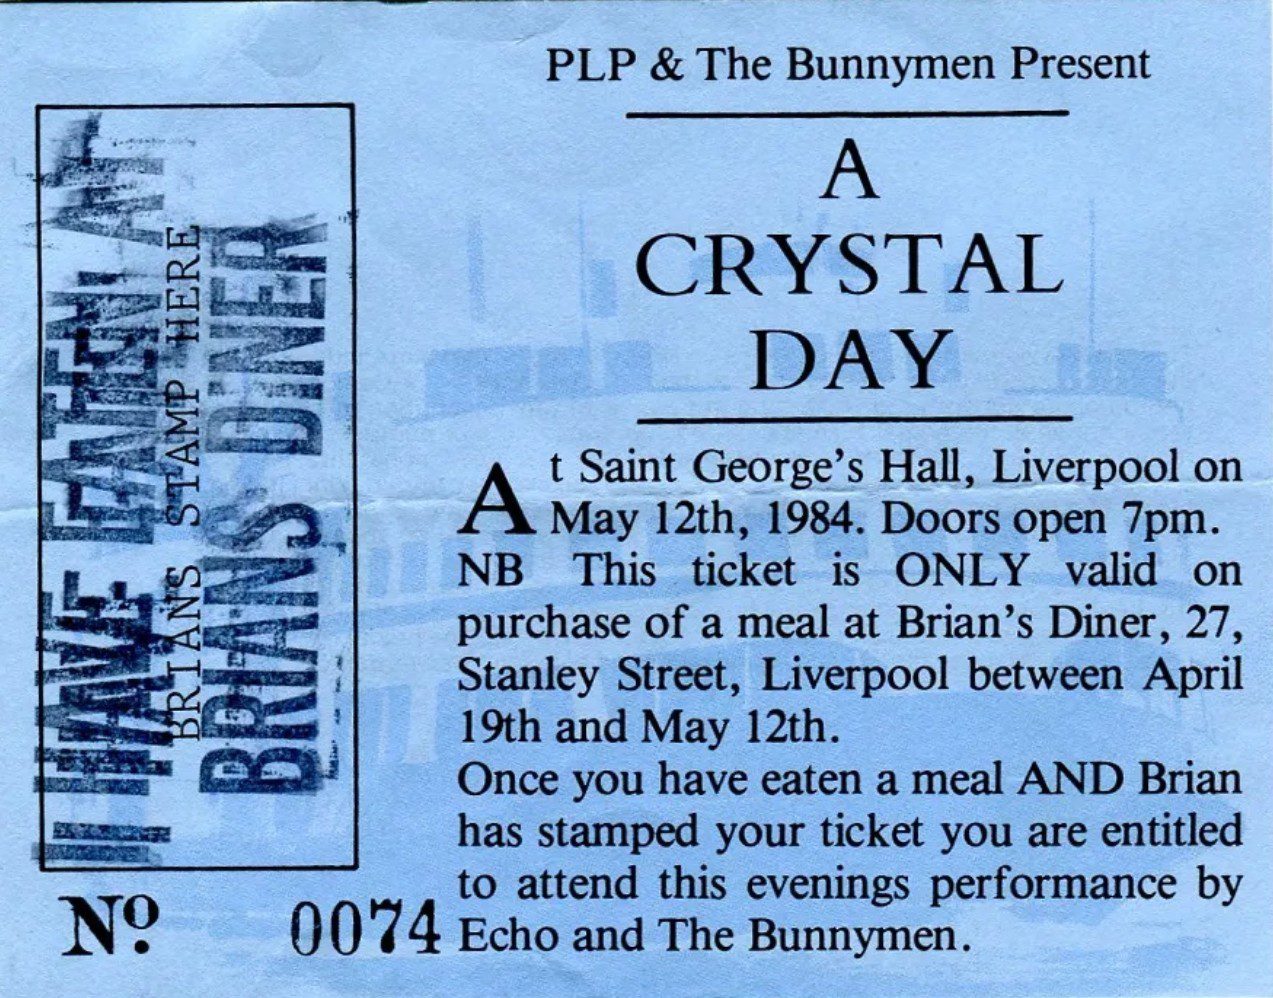 PLP & The Bunnymen Present
A
CRYSTAL
DAY
At Saint George's Hall, Liverpool on
May 12th, 1984. Doors open 7pm.
NB This ticket is ONLY valid on
purchase of a meal at Brian's Diner, 27,
Stanley Street, Liverpool between April
19th and May 12th.
Once you have eaten a meal AND Brian
has stamped your ticket you are entitled
to attend this evenings performance by
Echo and The Bunnymen.
I HAVE EATEN AT
BRIANS STAMP HERE
BRIANS DINER
No. 0074